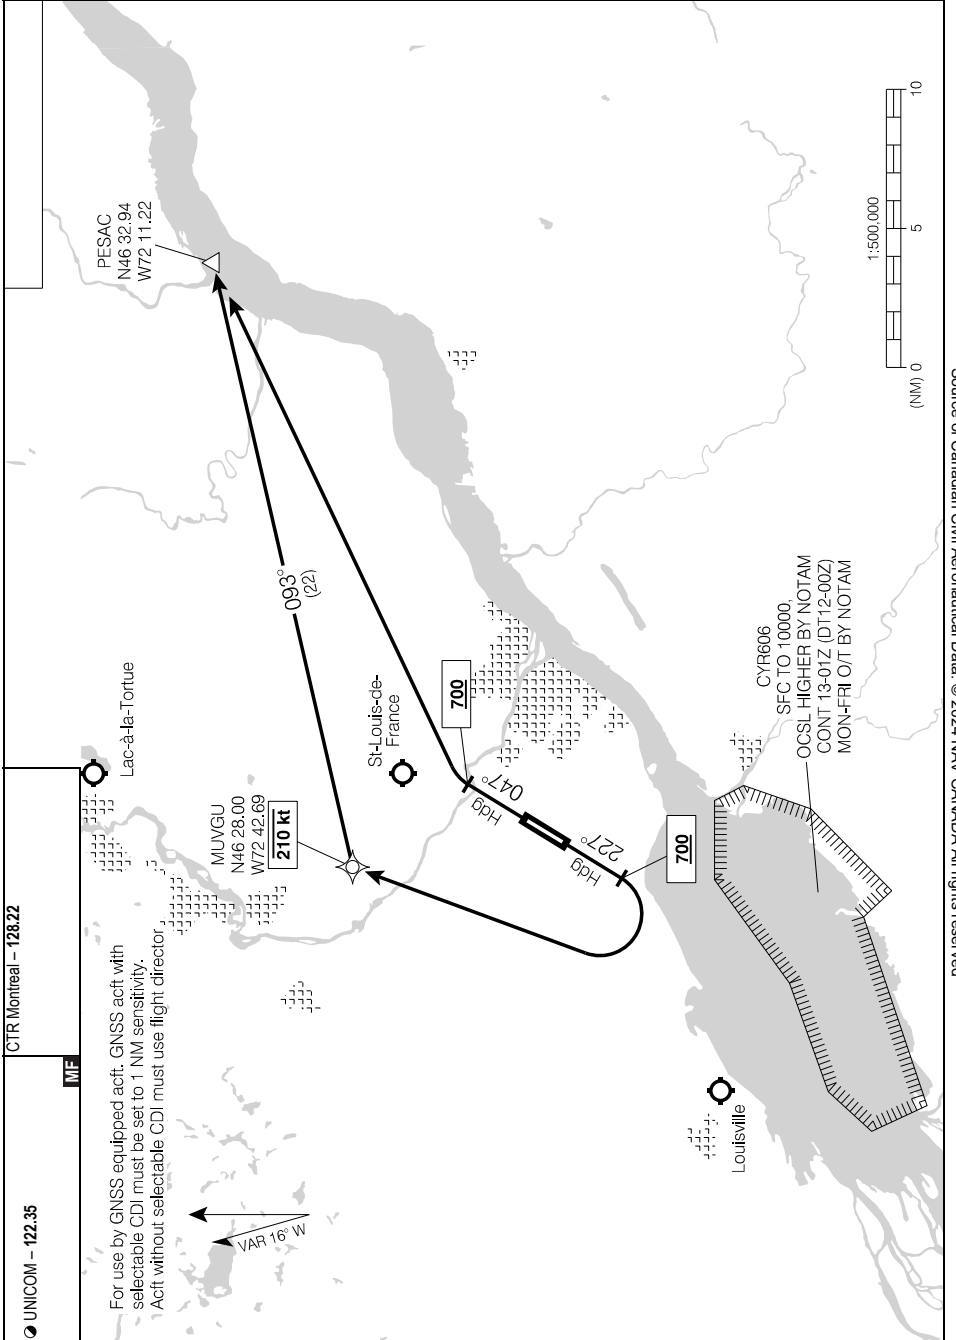 UNICOM – 122.35
CTR Montreal – 128.22
MF
For use by GNSS equipped acft. GNSS acft with
selectable CDI must be set to 1 NM sensitivity.
Acft without selectable CDI must use flight director.
VAR 16° W
Lac-à-la-Tortue
PESAC
N46 32.94
W72 11.22
MUVGU
N46 28.00
W72 42.69
210 kt
093°
(22)
St-Louis-de-
France
700
Hdg 047°
Hdg 227°
700
Louisville
CYR606
SFC TO 10000,
OCSL HIGHER BY NOTAM
CONT 13-01Z (DT12-00Z)
MON-FRI O/T BY NOTAM
1:500,000
(NM) 0 5 10
Source of Canadian Civil Aeronautical Data: © 2024 NAV CANADA All rights reserved